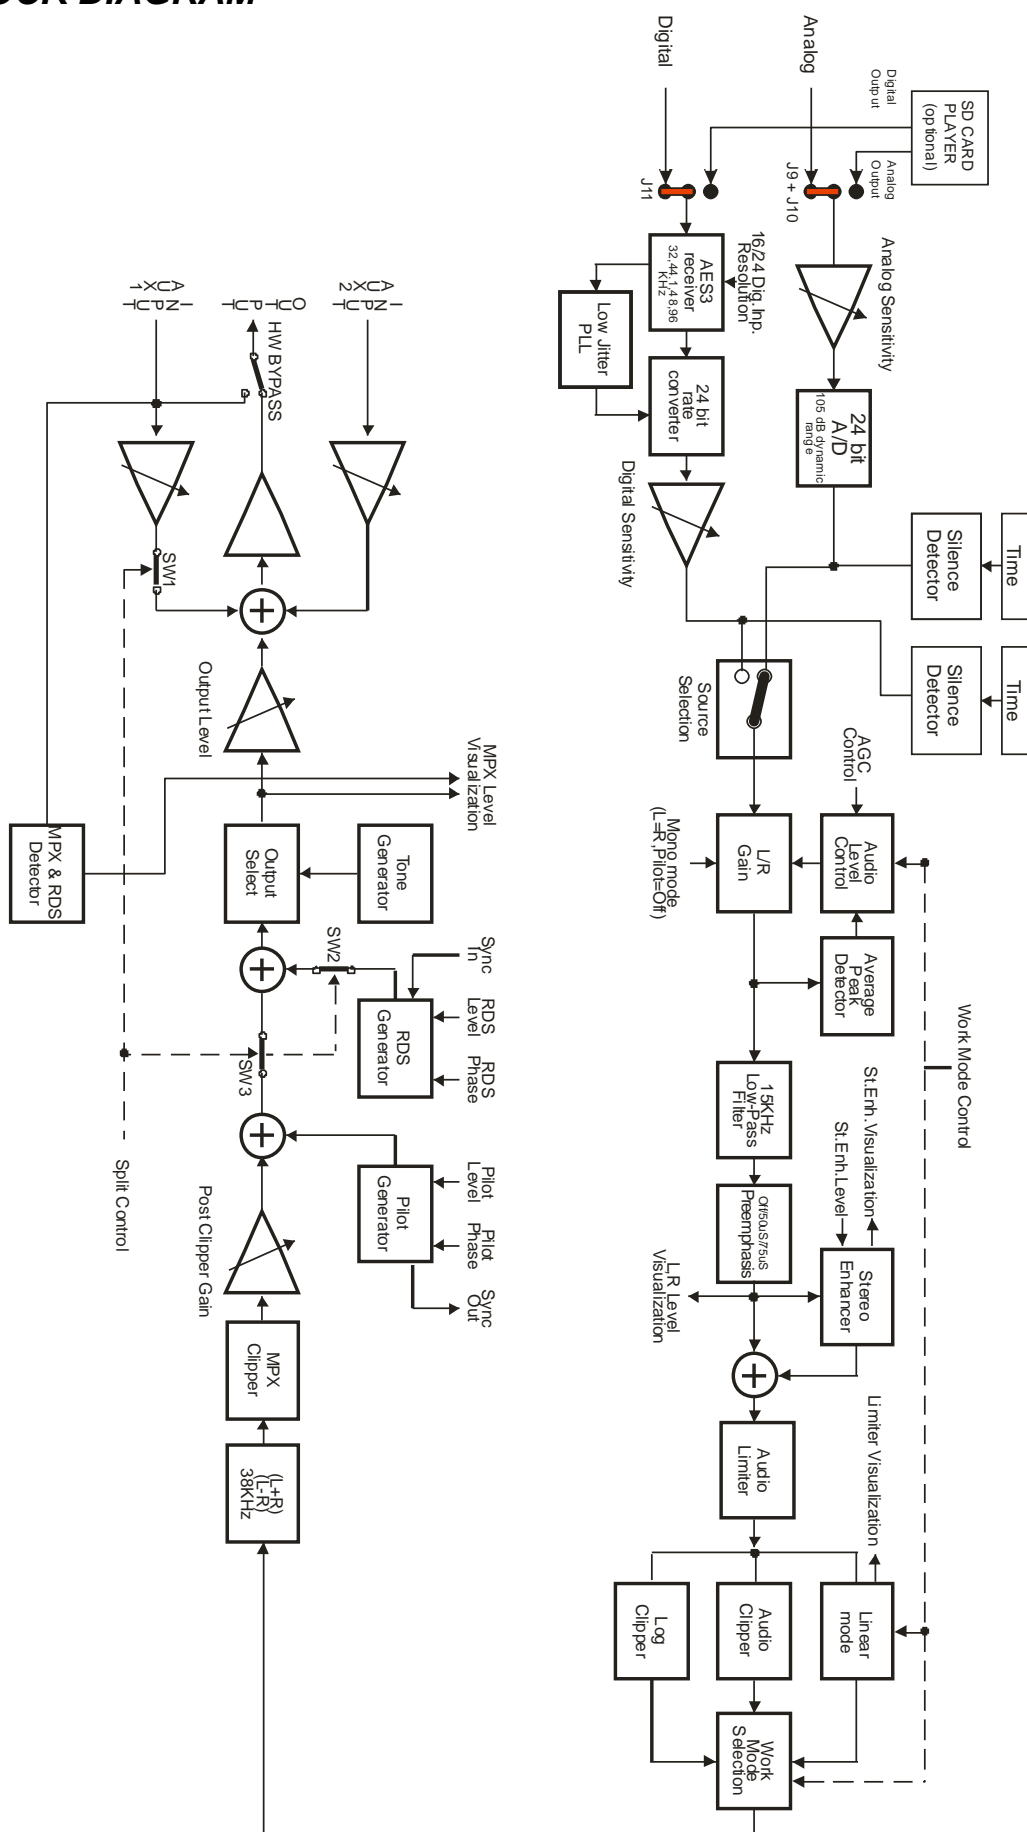 OCK DIAGRAM
SD CARD
PLAYER
(optional)
Digital
Output
Analog
Output
Analog
Digital
J9 + J10
J11
Analog Sensitivity
16/24 Dig.Inp.
Resolution
AES3
receiver
32,44.1,48,96
KHz
Low Jitter
PLL
24 bit
rate
converter
Digital Sensitivity
24 bit
A/D
105 dB dynamic
range
Time
Silence
Detector
Time
Silence
Detector
Source
Selection
AGC
Control
Audio
Level
Control
L/R
Gain
Mono mode
(L=R,Pilot=Off)
Average
Peak
Detector
Work Mode Control
15KHz
Low-Pass
Filter
Off/50uS/75uS
Preemphasis
St.Enh.Visualization
St.Enh.Level
Stereo
Enhancer
L,R Level
Visualization
Audio
Limiter
Limiter Visualization
Linear
mode
Audio
Clipper
Log
Clipper
Work
Mode
Selection
AUX
INPUT
2
OUTPUT
AUX
INPUT
1
HW BYPASS
SW1
Output Level
MPX Level
Visualization
Tone
Generator
Output
Select
MPX & RDS
Detector
Sync
In
RDS
Level
RDS
Phase
RDS
Generator
SW2
SW3
Pilot
Level
Pilot
Phase
Sync
Out
Pilot
Generator
Split Control
Post Clipper Gain
MPX
Clipper
(L+R)
(L-R)
38KHz